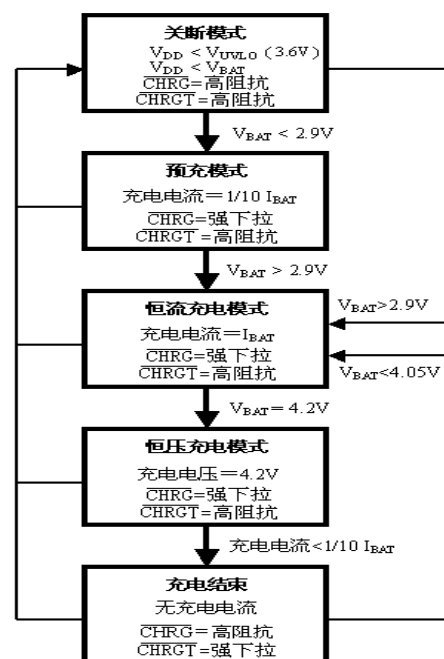 关断模式
VDD < VUVLO (3.6V)
VDD < VBAT
CHRG=高阻抗
CHRGT=高阻抗
VBAT < 2.9V
预充模式
充电电流=1/10 IBAT
CHRG=强下拉
CHRGT=高阻抗
VBAT > 2.9V
恒流充电模式
充电电流=IBAT
CHRG=强下拉
CHRGT=高阻抗
VBAT>2.9V
VBAT<4.05V
VBAT=4.2V
恒压充电模式
充电电压=4.2V
CHRG=强下拉
CHRGT=高阻抗
充电电流<1/10 IBAT
充电结束
无充电电流
CHRG=高阻抗
CHRGT=强下拉